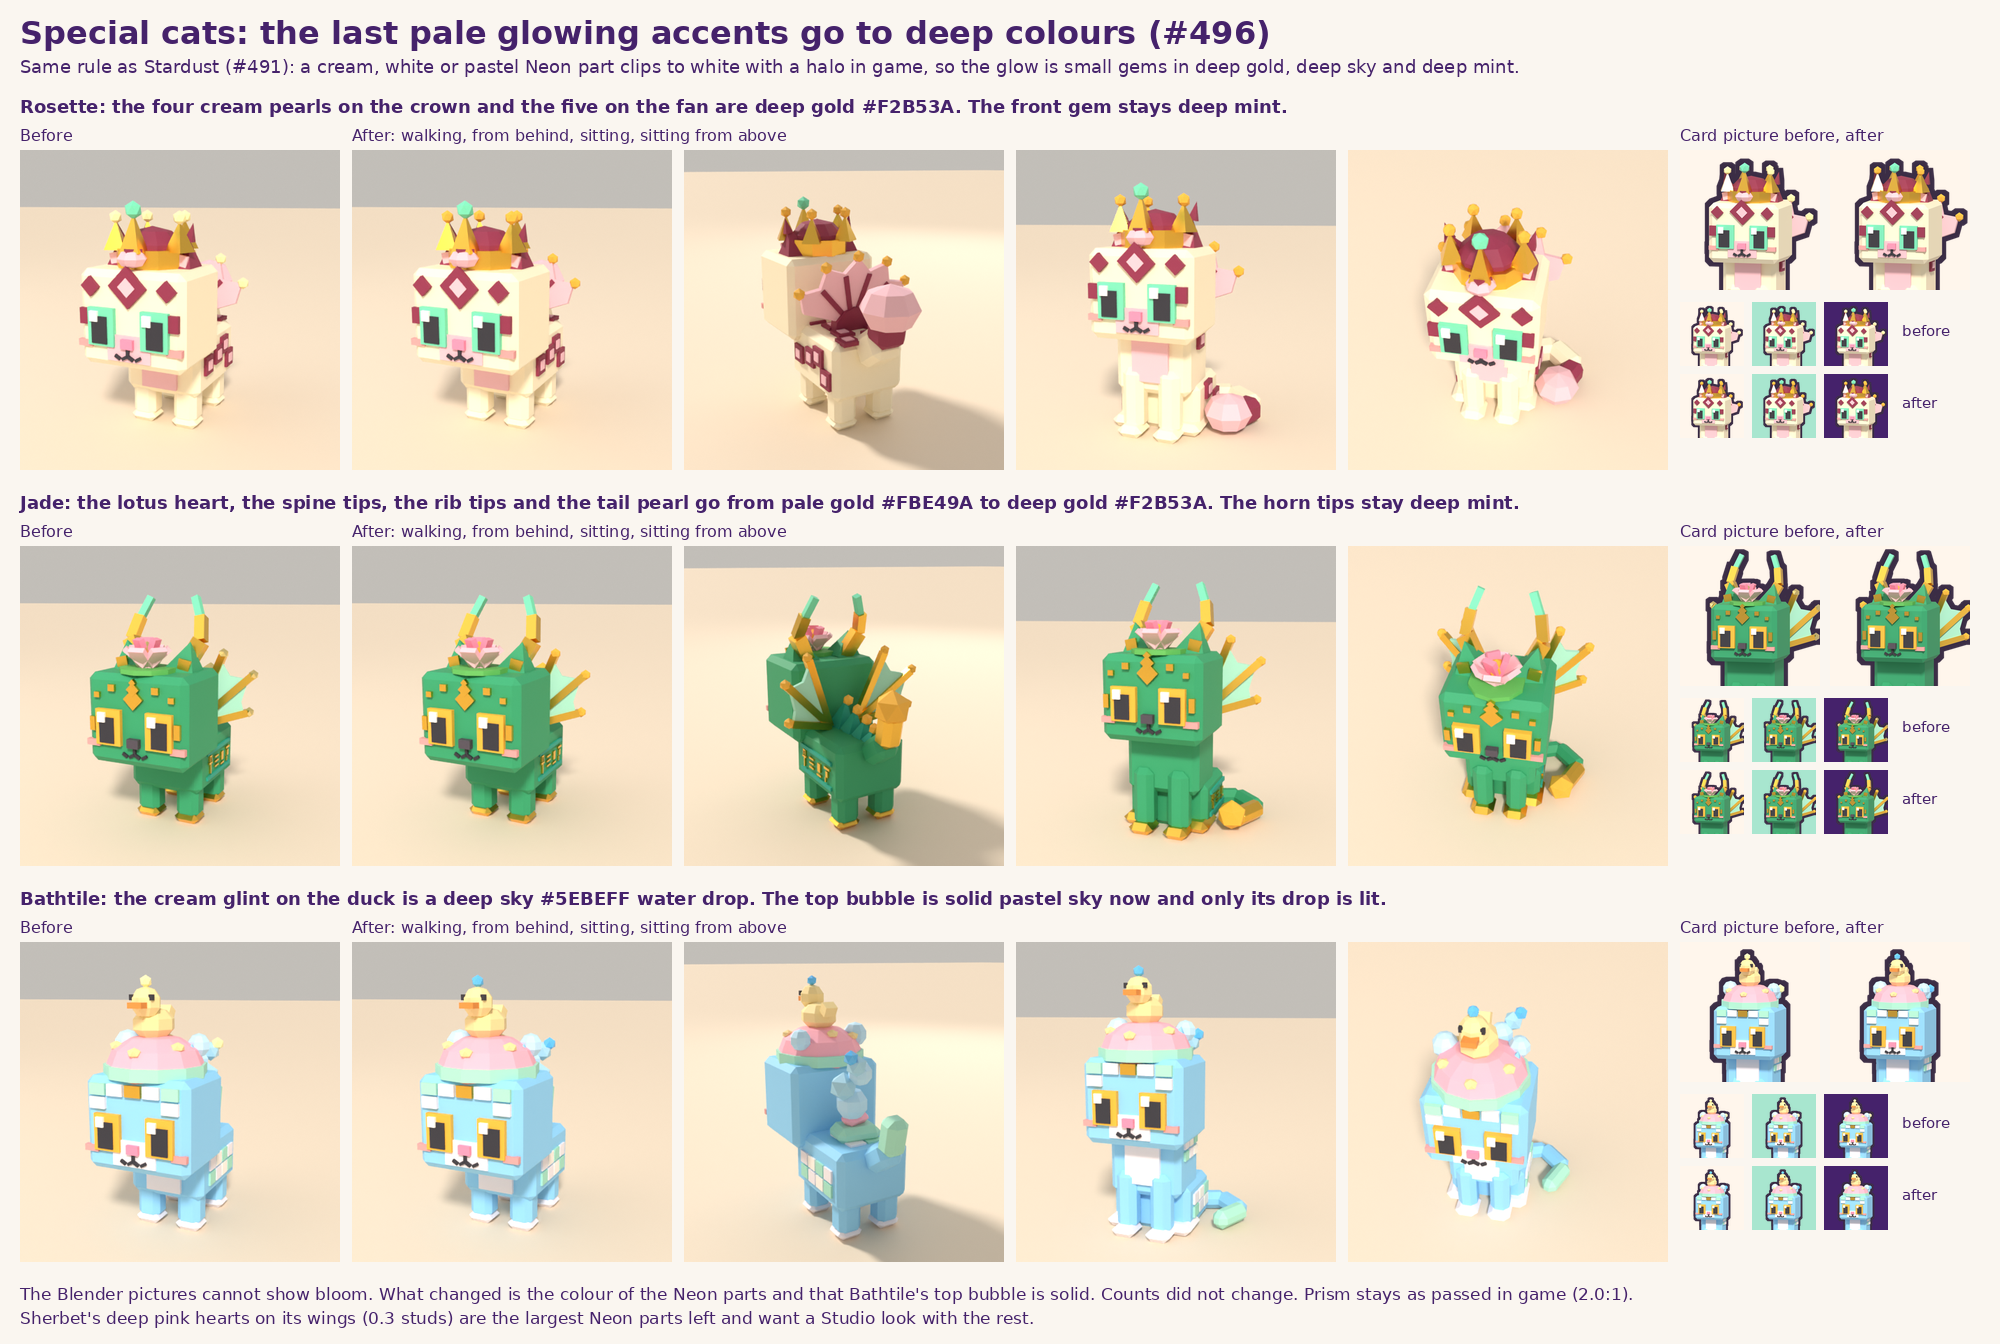 Special cats: the last pale glowing accents go to deep colours (#496)
Same rule as Stardust (#491): a cream, white or pastel Neon part clips to white with a halo in game, so the glow is small gems in deep gold, deep sky and deep mint.
Rosette: the four cream pearls on the crown and the five on the fan are deep gold #F2B53A. The front gem stays deep mint.
Before
After: walking, from behind, sitting, sitting from above
Card picture before, after
before
after
Jade: the lotus heart, the spine tips, the rib tips and the tail pearl go from pale gold #FBE49A to deep gold #F2B53A. The horn tips stay deep mint.
Before
After: walking, from behind, sitting, sitting from above
Card picture before, after
before
after
Bathtile: the cream glint on the duck is a deep sky #5EBEFF water drop. The top bubble is solid pastel sky now and only its drop is lit.
Before
After: walking, from behind, sitting, sitting from above
Card picture before, after
before
after
The Blender pictures cannot show bloom. What changed is the colour of the Neon parts and that Bathtile's top bubble is solid. Counts did not change. Prism stays as passed in game (2.0:1).
Sherbet's deep pink hearts on its wings (0.3 studs) are the largest Neon parts left and want a Studio look with the rest.